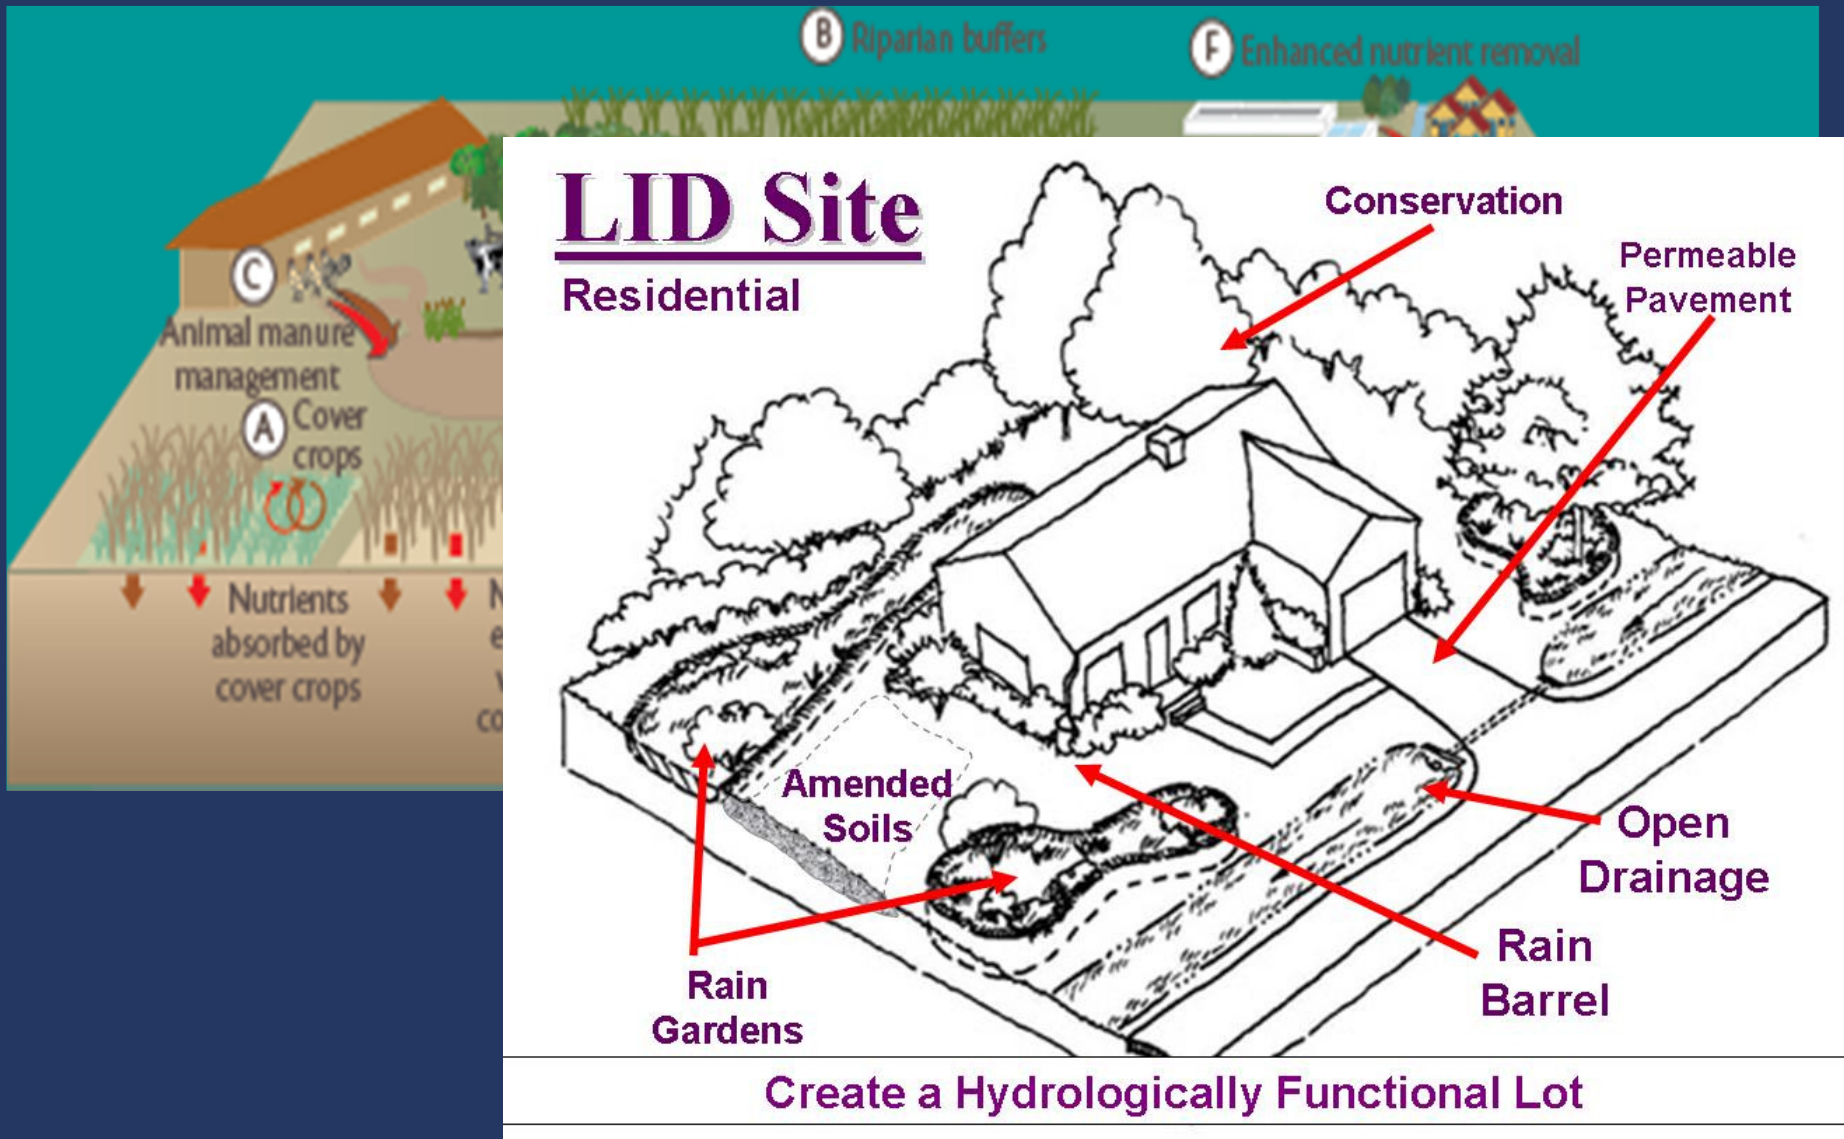 B Riparian buffers
F Enhanced nutrient removal
C
Animal manure
management
A Cover
crops
Nutrients
absorbed by
cover crops
LID Site
Residential
Conservation
Permeable
Pavement
Amended
Soils
Open
Drainage
Rain
Barrel
Rain
Gardens
Create a Hydrologically Functional Lot